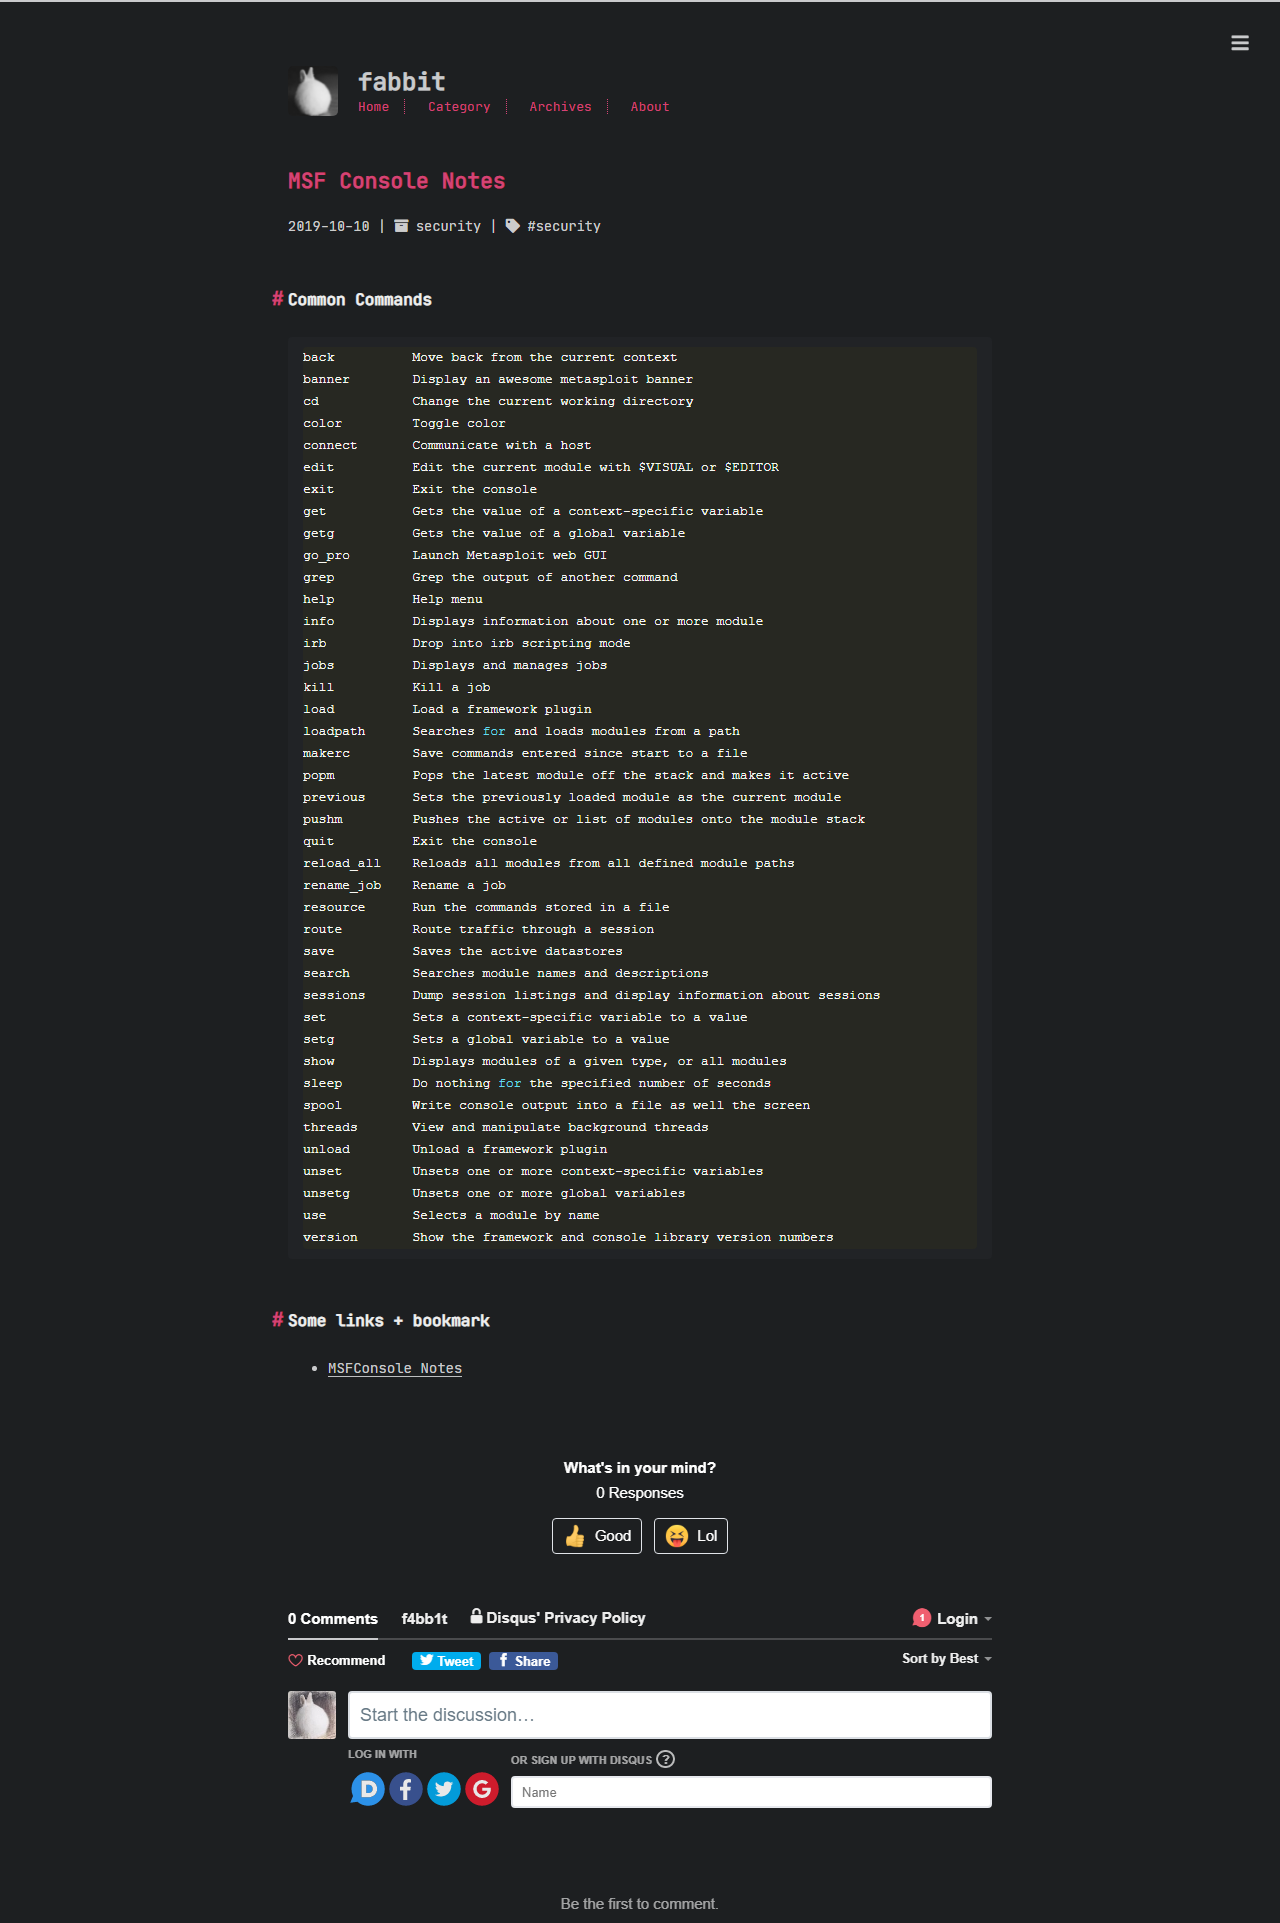 fabbit
Home Category Archives About
MSF Console Notes
2019-10-10 | security | #security
# Common Commands
back Move back from the current context
banner Display an awesome metasploit banner
cd Change the current working directory
color Toggle color
connect Communicate with a host
edit Edit the current module with $VISUAL or $EDITOR
exit Exit the console
get Gets the value of a context-specific variable
getg Gets the value of a global variable
go_pro Launch Metasploit web GUI
grep Grep the output of another command
help Help menu
info Displays information about one or more module
irb Drop into irb scripting mode
jobs Displays and manages jobs
kill Kill a job
load Load a framework plugin
loadpath Searches for and loads modules from a path
makerc Save commands entered since start to a file
popm Pops the latest module off the stack and makes it active
previous Sets the previously loaded module as the current module
pushm Pushes the active or list of modules onto the module stack
quit Exit the console
reload_all Reloads all modules from all defined module paths
rename_job Rename a job
resource Run the commands stored in a file
route Route traffic through a session
save Saves the active datastores
search Searches module names and descriptions
sessions Dump session listings and display information about sessions
set Sets a context-specific variable to a value
setg Sets a global variable to a value
show Displays modules of a given type, or all modules
sleep Do nothing for the specified number of seconds
spool Write console output into a file as well the screen
threads View and manipulate background threads
unload Unload a framework plugin
unset Unsets one or more context-specific variables
unsetg Unsets one or more global variables
use Selects a module by name
version Show the framework and console library version numbers
# Some links + bookmark
• MSFConsole Notes
What's in your mind?
0 Responses
Good Lol
0 Comments f4bb1t Disqus' Privacy Policy 1 Login
Recommend Tweet Share Sort by Best
Start the discussion…
LOG IN WITH
OR SIGN UP WITH DISQUS ?
Name
Be the first to comment.